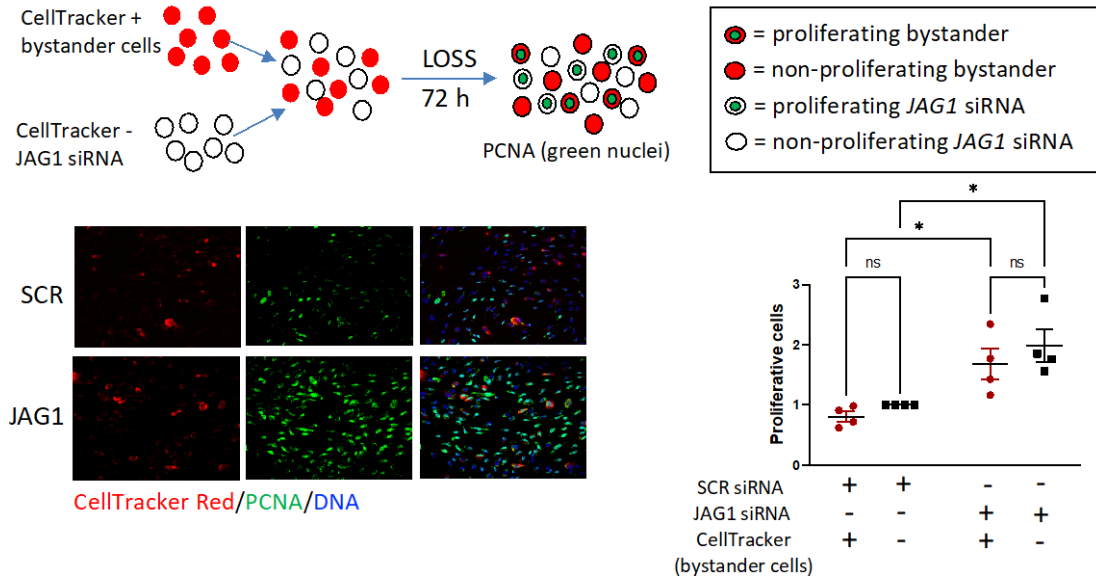 CellTracker +
bystander cells
CellTracker -
JAG1 siRNA
LOSS
72 h
PCNA (green nuclei)
= proliferating bystander
= non-proliferating bystander
= proliferating JAG1 siRNA
= non-proliferating JAG1 siRNA
SCR
JAG1
CellTracker Red/PCNA/DNA
*
*
ns
ns
Proliferative cells
3
2
1
0
SCR siRNA + + - -
JAG1 siRNA - - + +
CellTracker + - + -
(bystander cells)